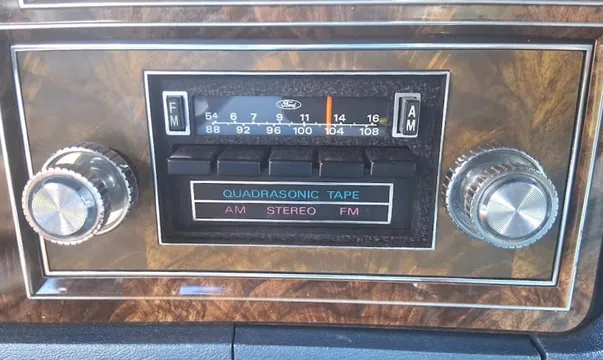 Ford
FM
AM
54 6 7 9 11 14 16
88 92 96 100 104 108
QUADRASONIC TAPE
AM STEREO FM